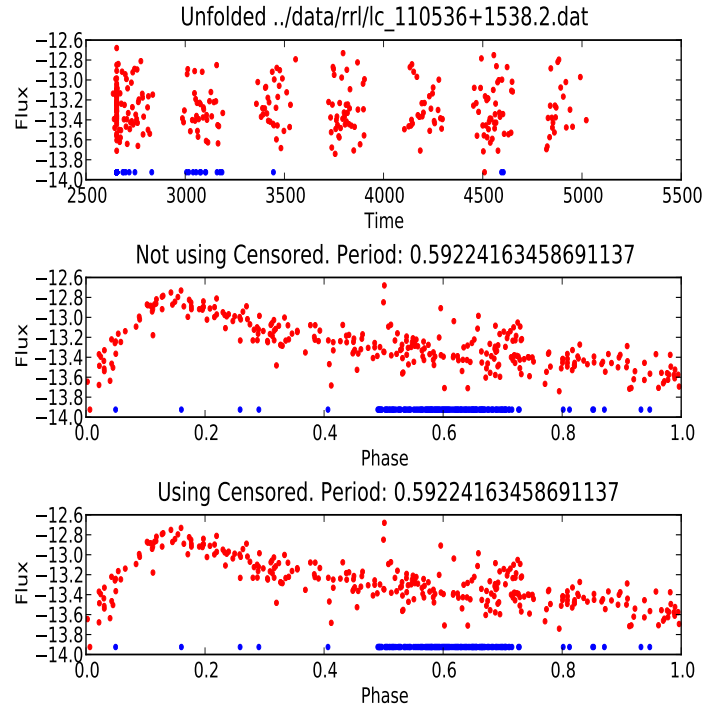 Unfolded ../data/rrl/lc_110536+1538.2.dat
Flux
−12.6
−12.8
−13.0
−13.2
−13.4
−13.6
−13.8
−14.0
2500 3000 3500 4000 4500 5000 5500
Time
Not using Censored. Period: 0.59224163458691137
Flux
−12.6
−12.8
−13.0
−13.2
−13.4
−13.6
−13.8
−14.0
0.0 0.2 0.4 0.6 0.8 1.0
Phase
Using Censored. Period: 0.59224163458691137
Flux
−12.6
−12.8
−13.0
−13.2
−13.4
−13.6
−13.8
−14.0
0.0 0.2 0.4 0.6 0.8 1.0
Phase